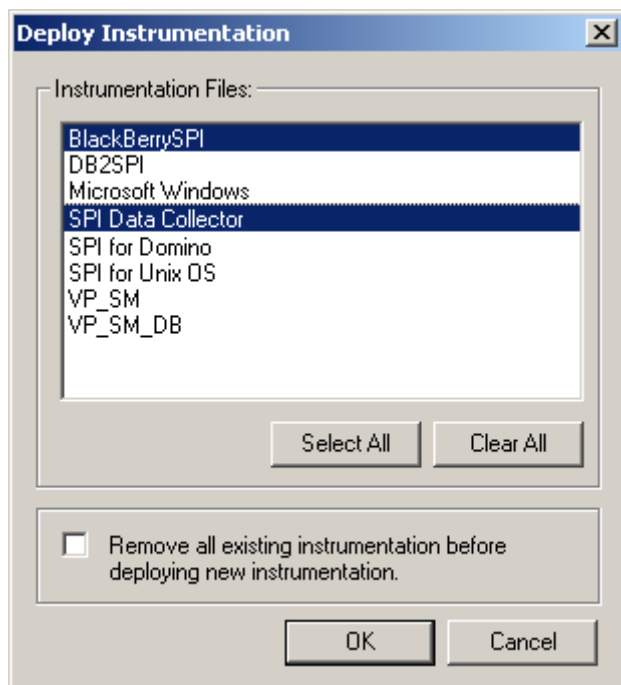 Deploy Instrumentation
Instrumentation Files:
BlackBerrySPI
DB2SPI
Microsoft Windows
SPI Data Collector
SPI for Domino
SPI for Unix OS
VP_SM
VP_SM_DB
Select All Clear All
Remove all existing instrumentation before
deploying new instrumentation.
OK Cancel